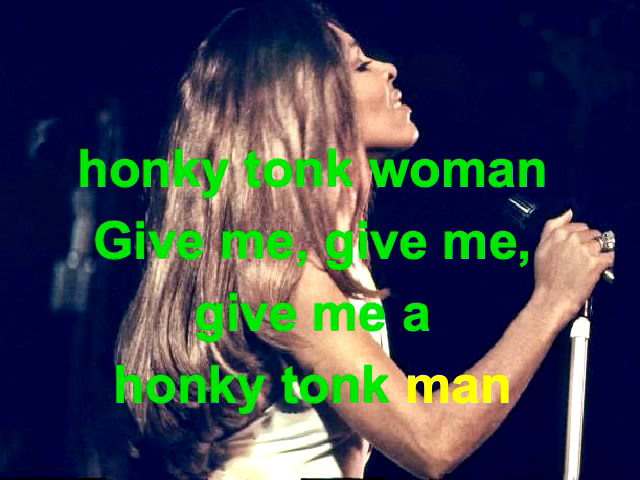 honky tonk woman
Give me, give me,
give me a
honky tonk man